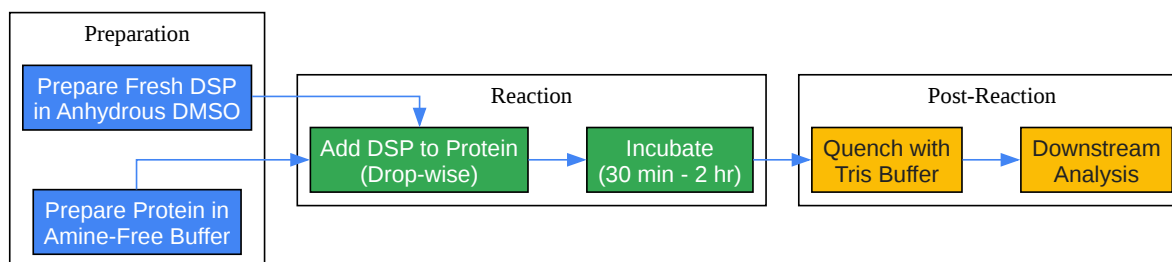 Preparation
Prepare Fresh DSP
in Anhydrous DMSO
Prepare Protein in
Amine-Free Buffer
Reaction
Add DSP to Protein
(Drop-wise)
Incubate
(30 min - 2 hr)
Post-Reaction
Quench with
Tris Buffer
Downstream
Analysis